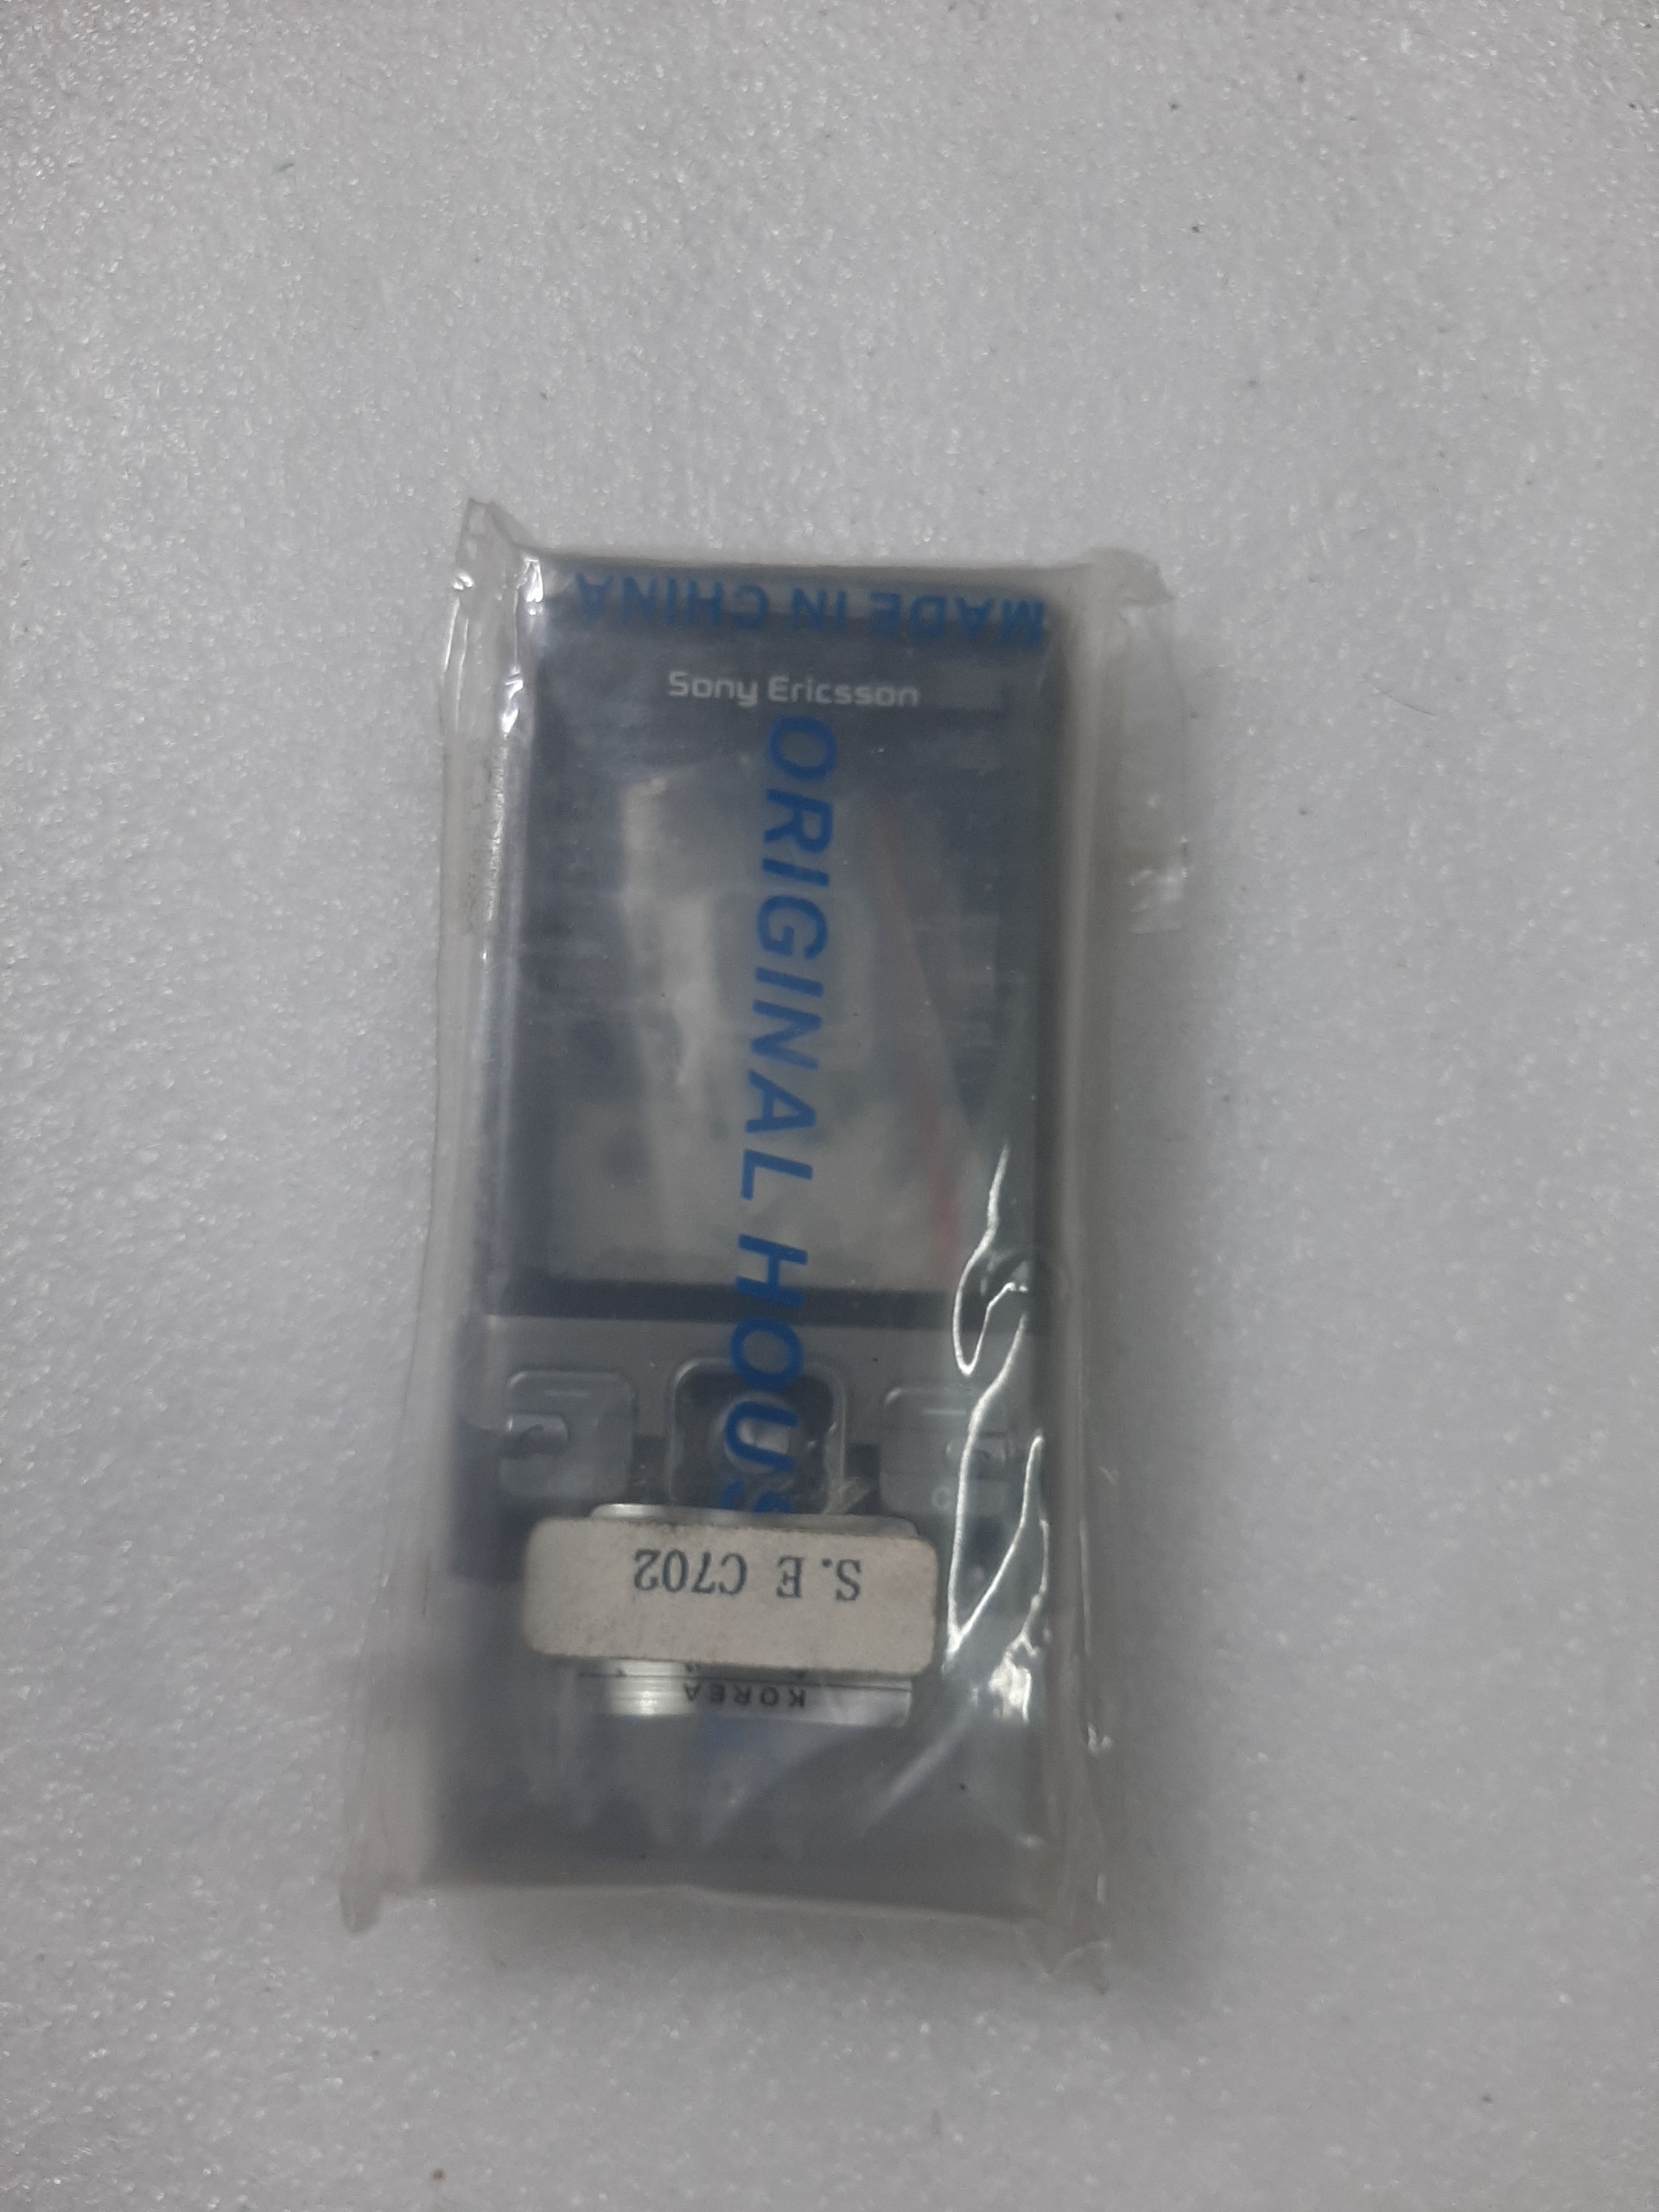 MADE IN CHINA
Sony Ericsson
ORIGINAL HOUS
S.E C702
KOREA